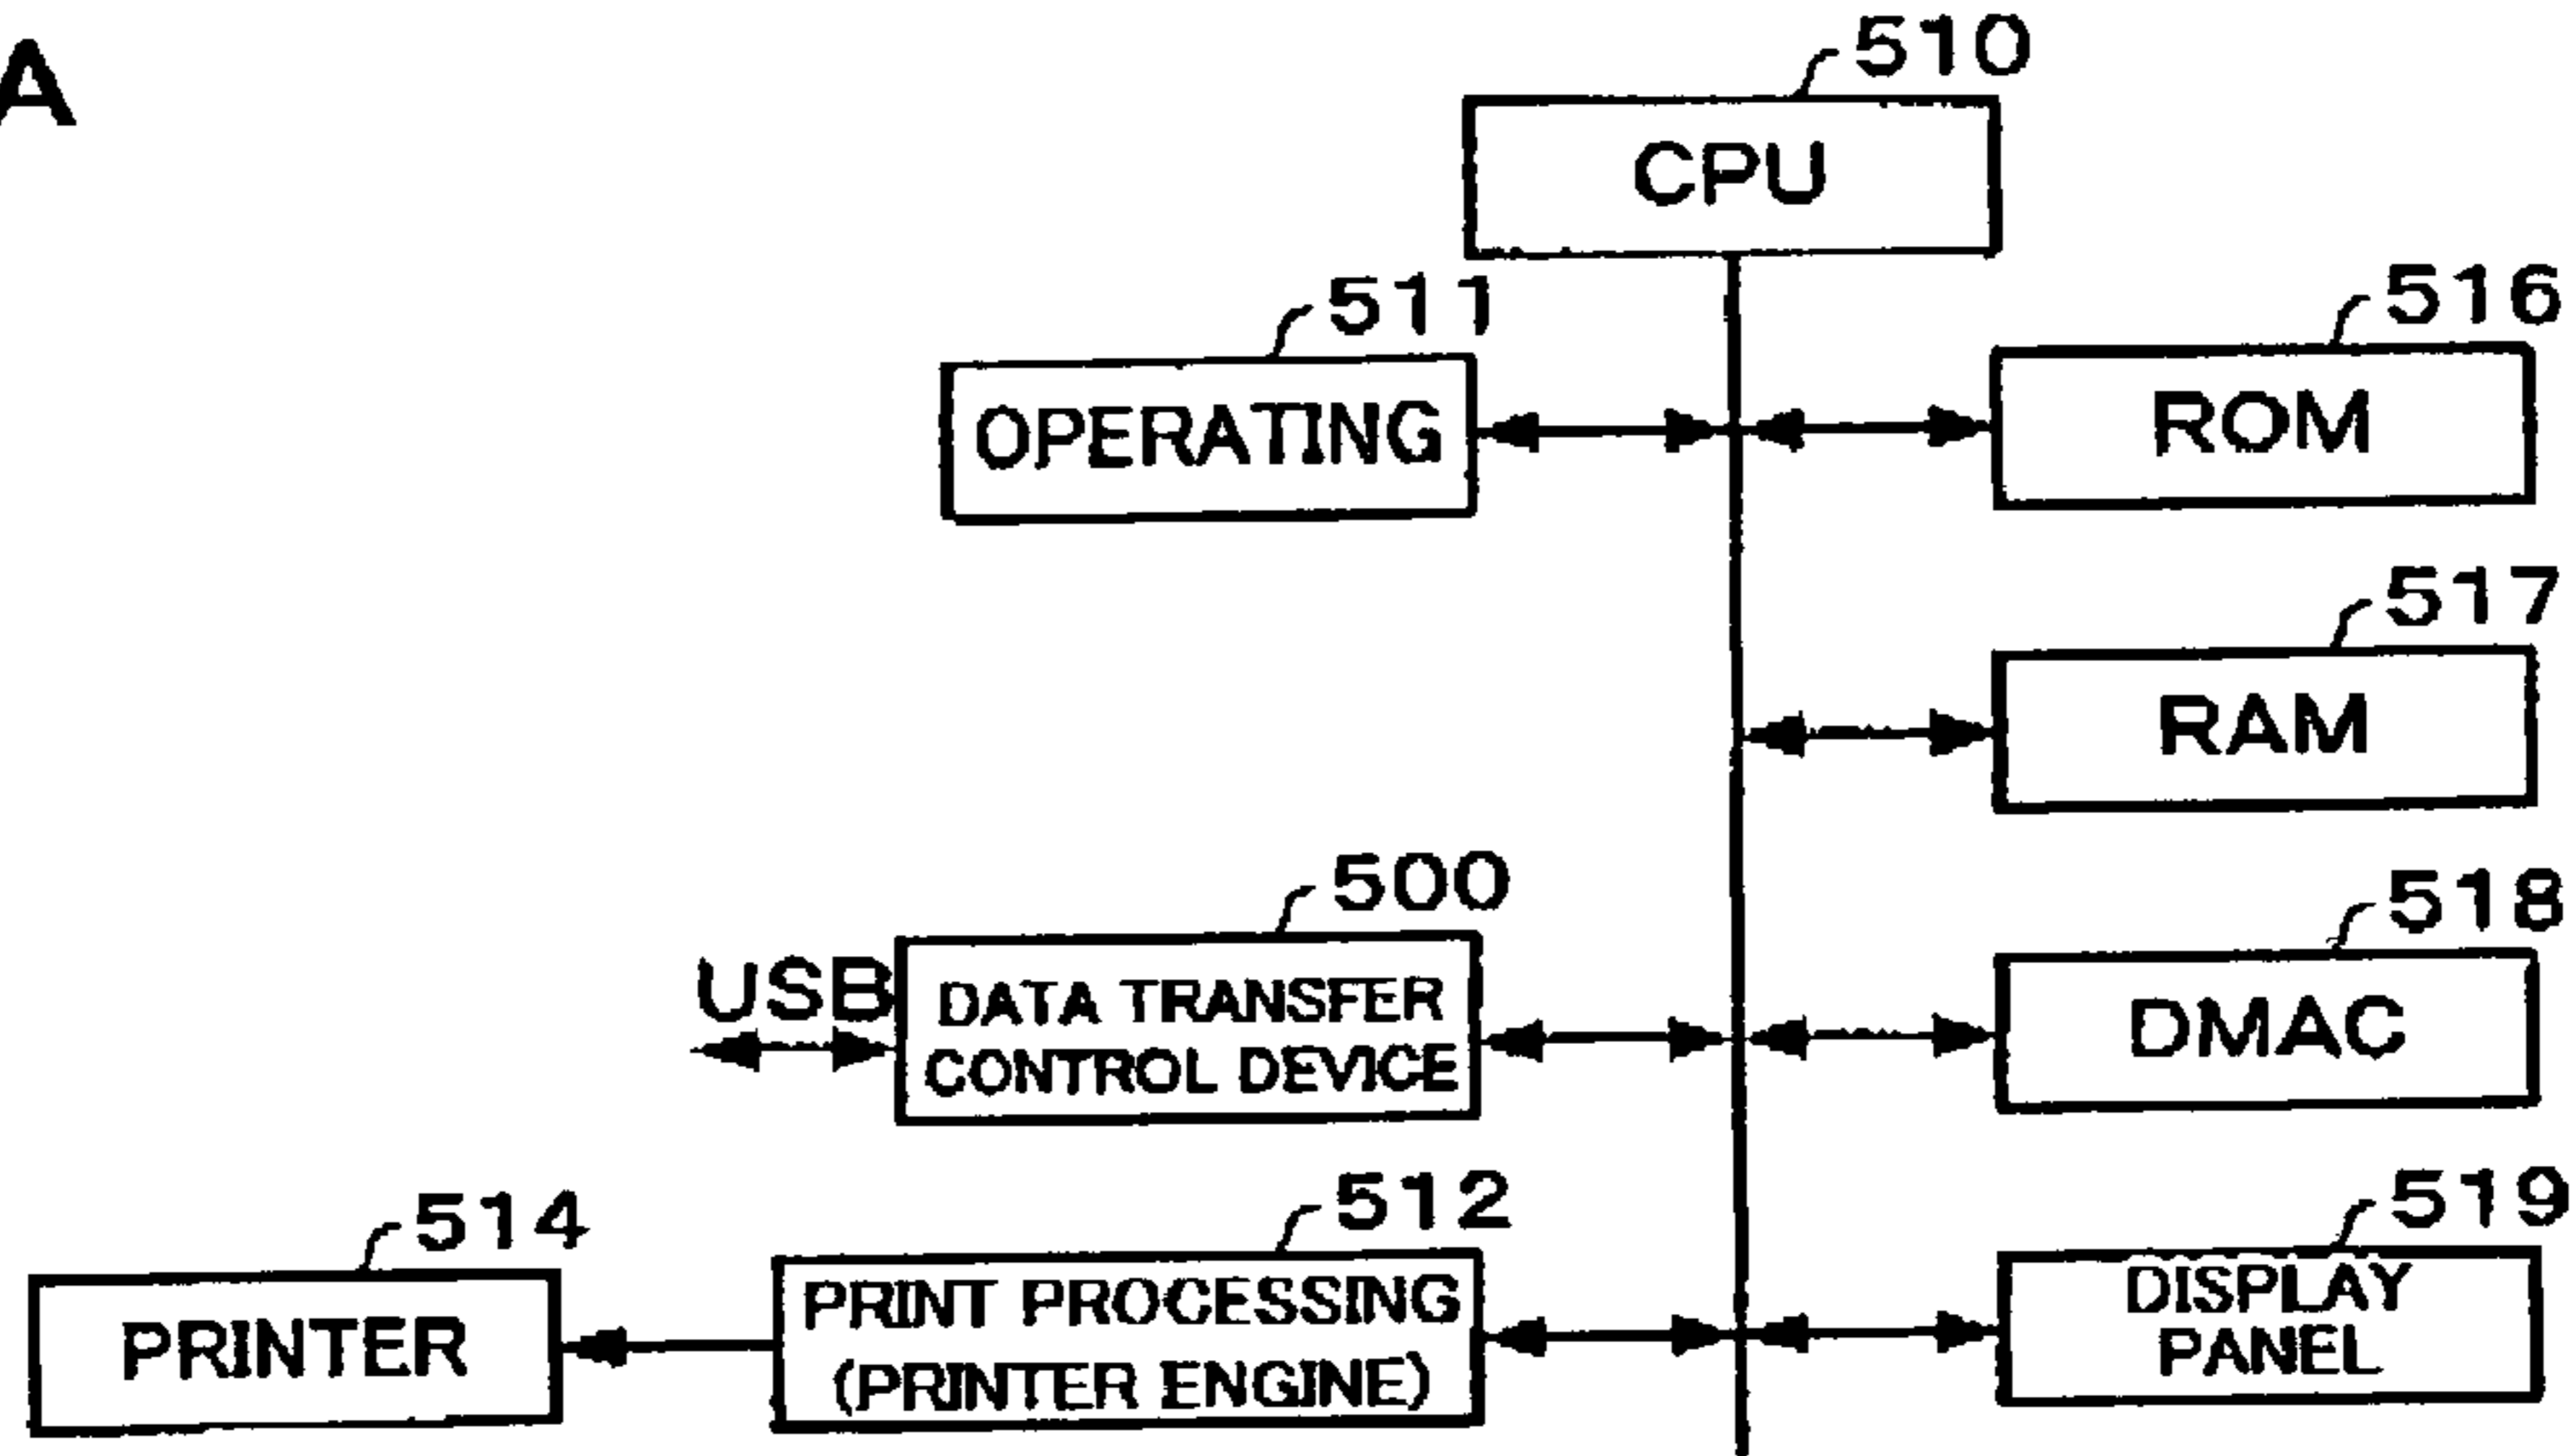 A
510
CPU
511
516
OPERATING
ROM
517
RAM
500
518
USB
DATA TRANSFER
CONTROL DEVICE
DMAC
514
512
519
PRINTER
PRINT PROCESSING
(PRINTER ENGINE)
DISPLAY
PANEL